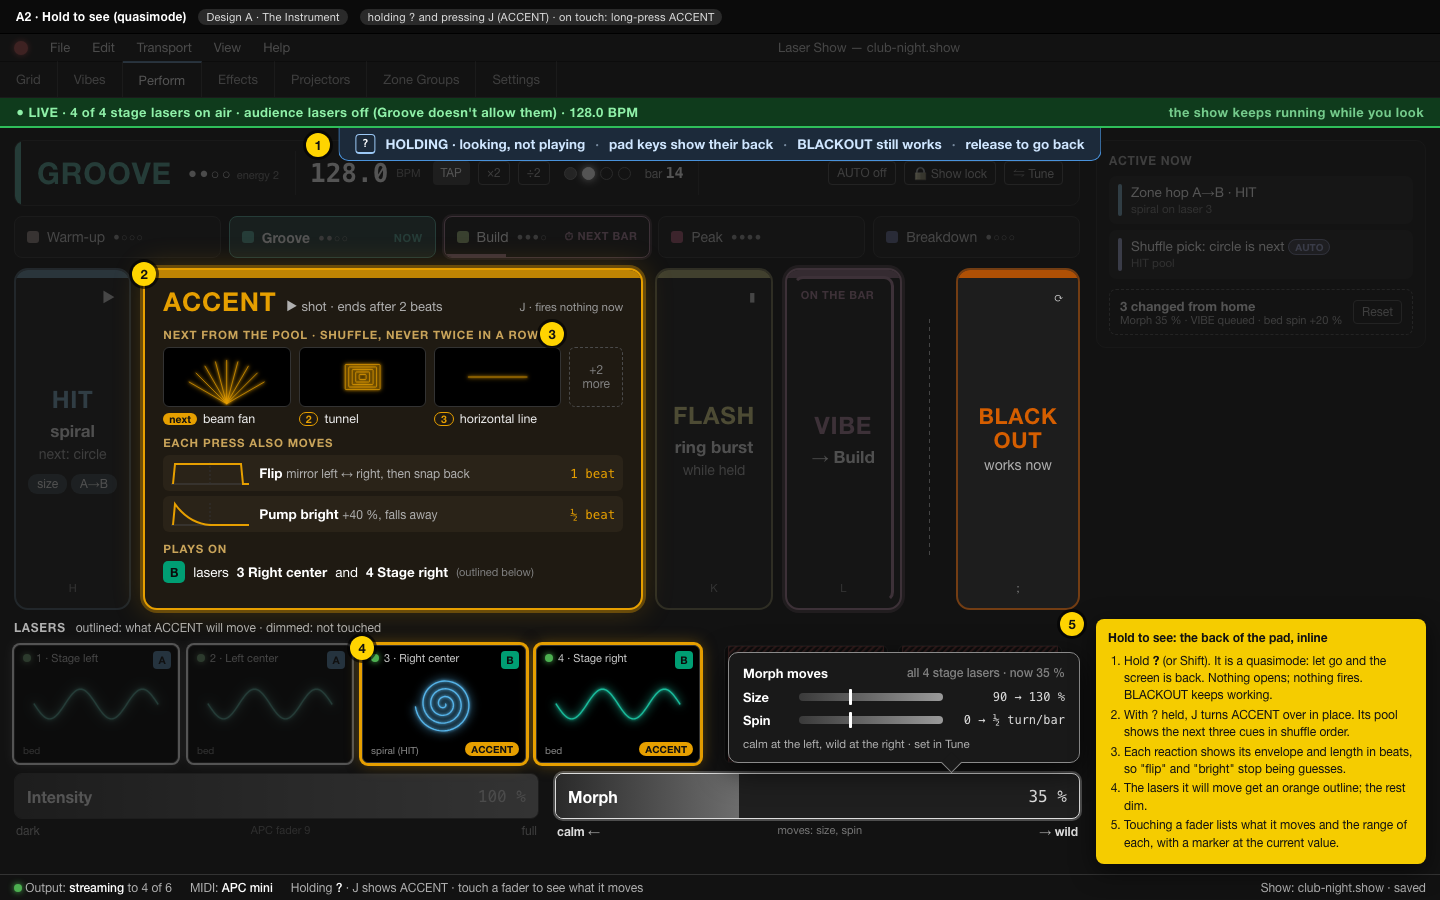 A2 · Hold to see (quasimode) Design A · The Instrument holding ? and pressing J (ACCENT) · on touch: long-press ACCENT
File Edit Transport View Help Laser Show — club-night.show
Grid Vibes Perform Effects Projectors Zone Groups Settings
LIVE · 4 of 4 stage lasers on air · audience lasers off (Groove doesn't allow them) · 128.0 BPM
the show keeps running while you look
1
? HOLDING · looking, not playing · pad keys show their back · BLACKOUT still works · release to go back
GROOVE energy 2 128.0 BPM TAP ×2 ÷2 bar 14 AUTO off Show lock Tune
Warm-up
Groove NOW
Build NEXT BAR
Peak
Breakdown
ACTIVE NOW
Zone hop A→B · HIT
spiral on laser 3
Shuffle pick: circle is next AUTO
HIT pool
3 changed from home
Morph 35 % · VIBE queued · bed spin +20 %
Reset
HIT
spiral
next: circle
size A→B
H
2
ACCENT ▶ shot · ends after 2 beats J · fires nothing now
NEXT FROM THE POOL · SHUFFLE, NEVER TWICE IN A ROW 3
next beam fan
2 tunnel
3 horizontal line
+2
more
EACH PRESS ALSO MOVES
Flip mirror left ↔ right, then snap back 1 beat
Pump bright +40 %, falls away ½ beat
PLAYS ON
B lasers 3 Right center and 4 Stage right (outlined below)
FLASH
ring burst
while held
K
ON THE BAR
VIBE
→ Build
L
BLACK
OUT
works now
;
LASERS outlined: what ACCENT will move · dimmed: not touched
1 · Stage left A
bed
2 · Left center A
bed
4
3 · Right center B
spiral (HIT) ACCENT
4 · Stage right B
bed ACCENT
Morph moves all 4 stage lasers · now 35 %
Size 90 → 130 %
Spin 0 → ½ turn/bar
calm at the left, wild at the right · set in Tune
Intensity 100 %
dark APC fader 9 full
Morph 35 %
calm ← moves: size, spin → wild
5
Hold to see: the back of the pad, inline
1. Hold ? (or Shift). It is a quasimode: let go and the
screen is back. Nothing opens; nothing fires.
BLACKOUT keeps working.
2. With ? held, J turns ACCENT over in place. Its pool
shows the next three cues in shuffle order.
3. Each reaction shows its envelope and length in beats,
so "flip" and "bright" stop being guesses.
4. The lasers it will move get an orange outline; the rest
dim.
5. Touching a fader lists what it moves and the range of
each, with a marker at the current value.
Output: streaming to 4 of 6 MIDI: APC mini Holding ? · J shows ACCENT · touch a fader to see what it moves
Show: club-night.show · saved